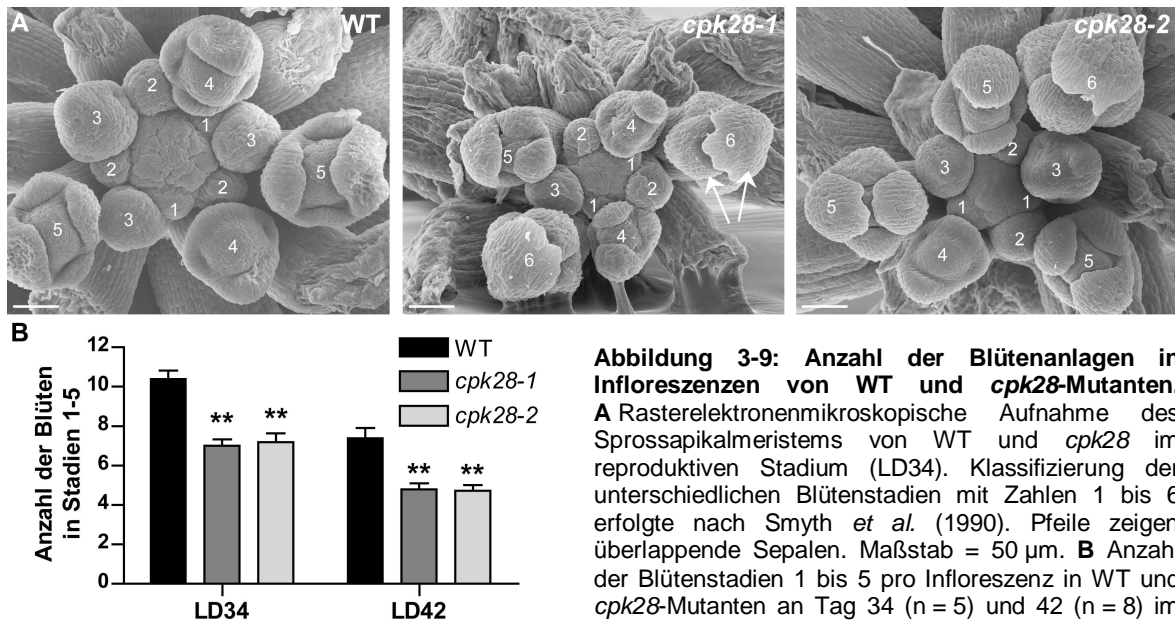 A
WT
4
2
3
1
3
2
5
2
1
3
5
4
cpk28-1
4
2
6
5
1
2
3
1
4
6
cpk28-2
6
5
2
3
3
5
1
1
2
4
5
B
Anzahl der Blüten
in Stadien 1-5
12
10
8
6
4
2
0
** **
** **
LD34 LD42
WT
cpk28-1
cpk28-2
Abbildung 3-9: Anzahl der Blütenanlagen in
Infloreszenzen von WT und cpk28-Mutanten.
A Rasterelektronenmikroskopische Aufnahme des
Sprossapikalmeristems von WT und cpk28 im
reproduktiven Stadium (LD34). Klassifizierung der
unterschiedlichen Blütenstadien mit Zahlen 1 bis 6
erfolgte nach Smyth et al. (1990). Pfeile zeigen
überlappende Sepalen. Maßstab = 50 µm. B Anzahl
der Blütenstadien 1 bis 5 pro Infloreszenz in WT und
cpk28-Mutanten an Tag 34 (n = 5) und 42 (n = 8) im